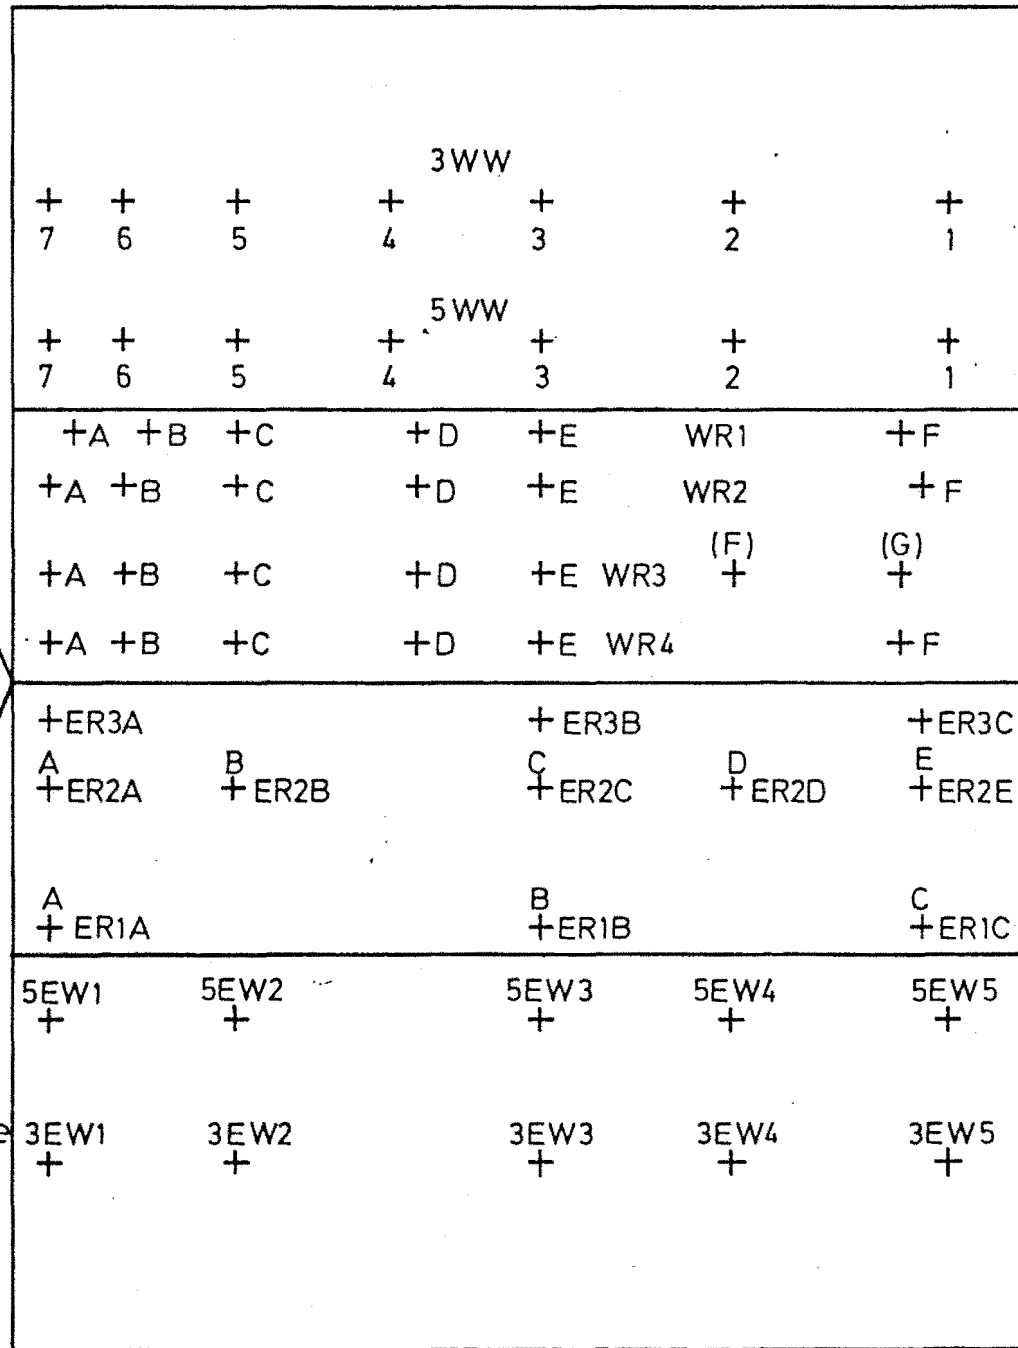 3WW
7 6 5 4 3 2 1
5WW
7 6 5 4 3 2 1
A B C D E WR1 F
A B C D E WR2 F
(F) (G)
A B C D E WR3
A B C D E WR4 F
ER3A ER3B ER3C
A B C D E
ER2A ER2B ER2C ER2D ER2E
A B C
ER1A ER1B ER1C
5EW1 5EW2 5EW3 5EW4 5EW5
e 3EW1 3EW2 3EW3 3EW4 3EW5